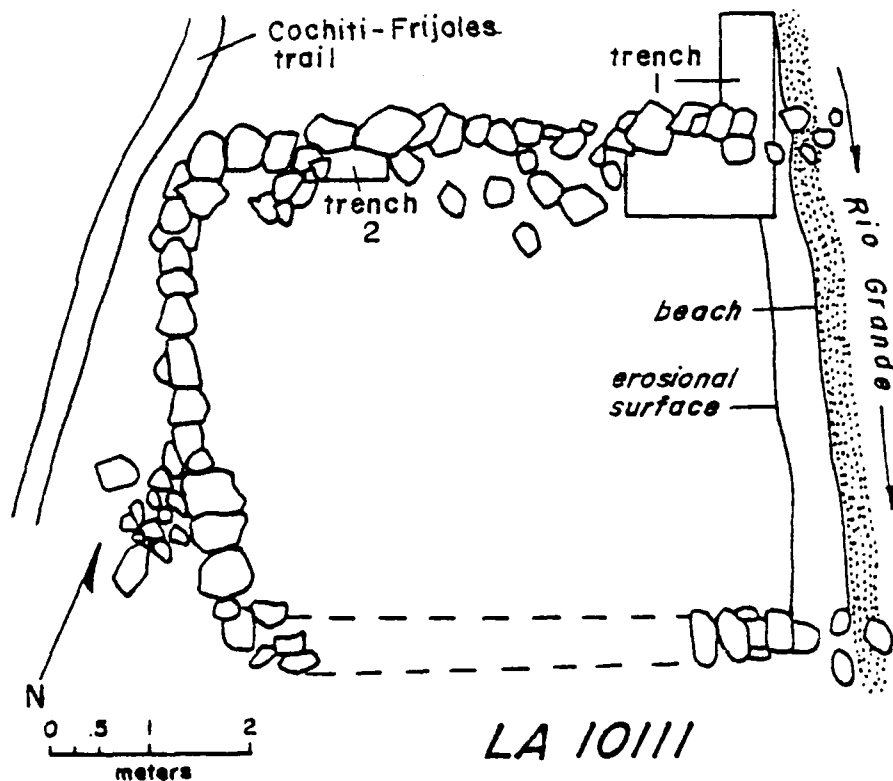 Cochiti-Frijoles
trail
trench
1
trench
2
Rio Grande
beach
erosional
surface
N
0 .5 1 2
meters
LA 10111